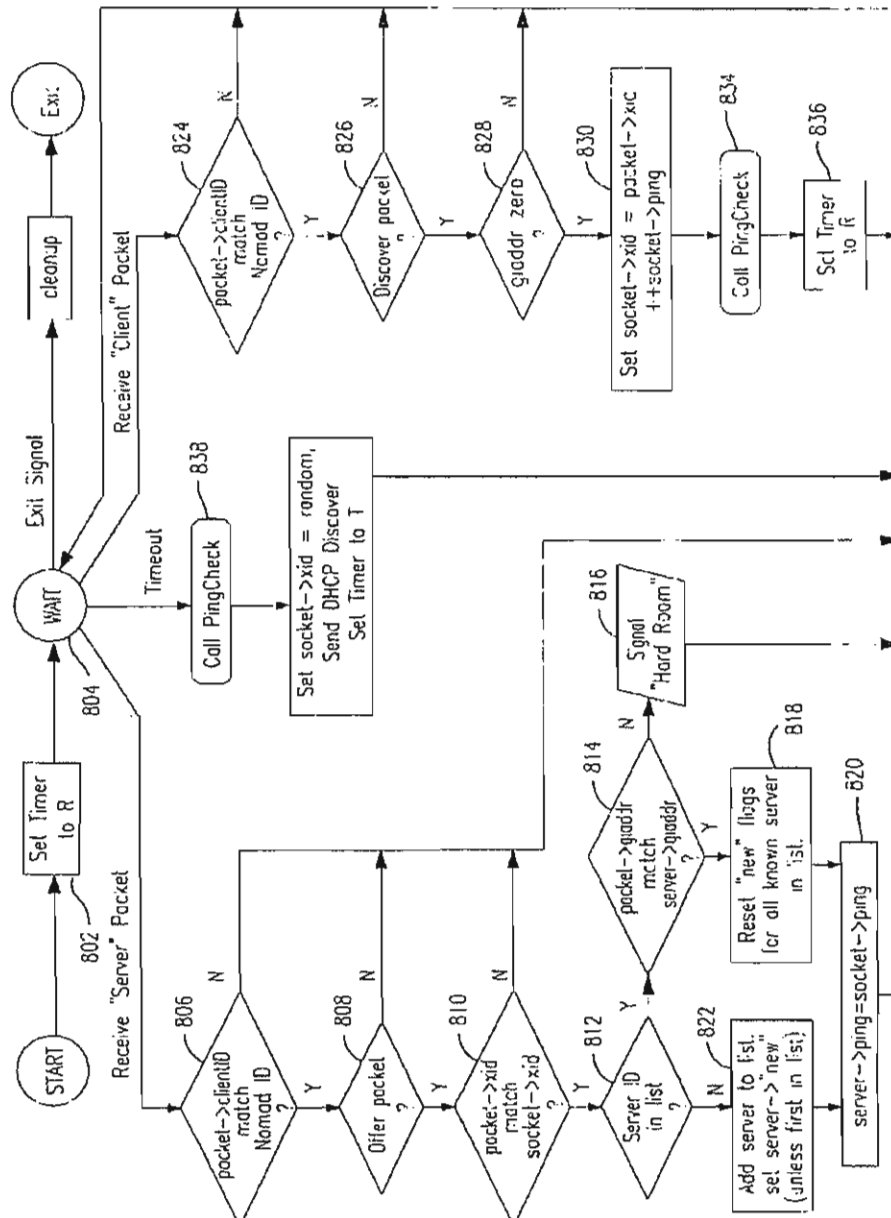 START
Set Timer
to R
802
WAIT
804
Exit Signal
cleanup
Exit
Receive "Server" Packet
Timeout
Receive "Client" Packet
packet->clientID
match
Nomad ID
?
806
N
Y
Offer packet
?
808
N
Y
packet->xid
match
socket->xid
?
810
N
Y
Server ID
in list
?
812
Y
N
packet->giaddr
match
server->giaddr
?
814
N
Y
Signal
"Hard Room"
816
Reset "new" flags
for all known server
in list.
818
Add server to list.
set server->"new"
(unless first in list)
822
server->ping=socket->ping
820
Call PingCheck
838
Set socket->xid = random,
Send DHCP Discover
Set Timer to T
packet->clientID
match
Nomad ID
?
824
N
Y
Discover packet
?
826
N
Y
giaddr zero
?
828
N
Y
Set socket->xid = packet->xid
++socket->ping
830
Call PingCheck
834
Set Timer
to R
836